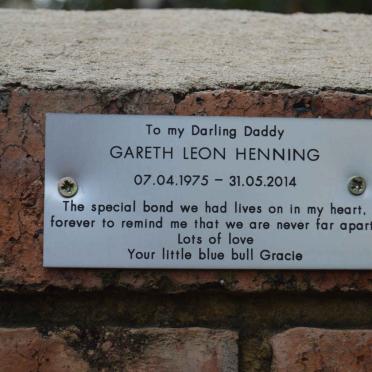 To my Darling Daddy
GARETH LEON HENNING
07.04.1975 – 31.05.2014
The special bond we had lives on in my heart,
forever to remind me that we are never far apart
Lots of love
Your little blue bull Gracie